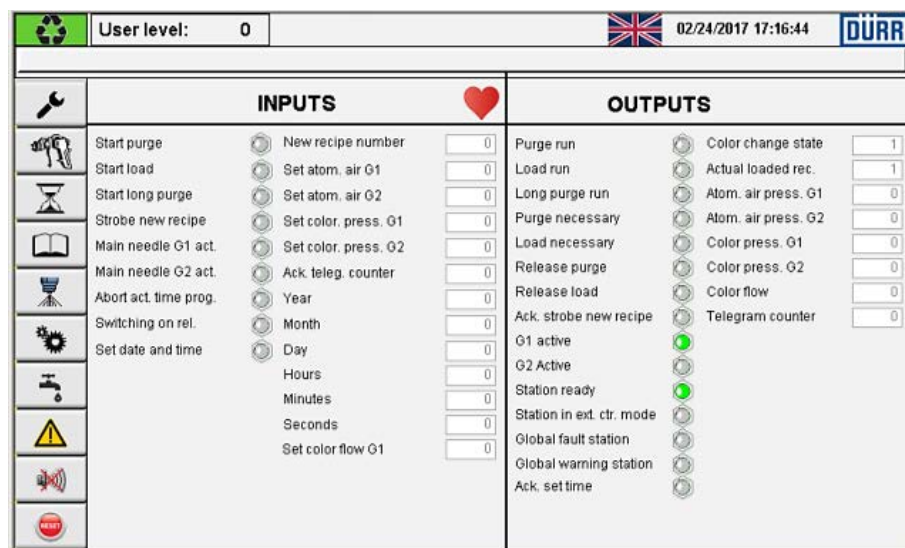 User level: 0
02/24/2017 17:16:44
DÜRR
INPUTS
OUTPUTS
Start purge
Start load
Start long purge
Strobe new recipe
Main needle G1 act.
Main needle G2 act.
Abort act. time prog.
Switching on rel.
Set date and time
New recipe number 0
Set atom. air G1 0
Set atom. air G2 0
Set color. press. G1 0
Set color. press. G2 0
Ack. teleg. counter 0
Year 0
Month 0
Day 0
Hours 0
Minutes 0
Seconds 0
Set color flow G1 0
Purge run
Load run
Long purge run
Purge necessary
Load necessary
Release purge
Release load
Ack. strobe new recipe
G1 active
G2 Active
Station ready
Station in ext. ctr. mode
Global fault station
Global warning station
Ack. set time
Color change state 1
Actual loaded rec. 1
Atom. air press. G1 0
Atom. air press. G2 0
Color press. G1 0
Color press. G2 0
Color flow 0
Telegram counter 0
RESET